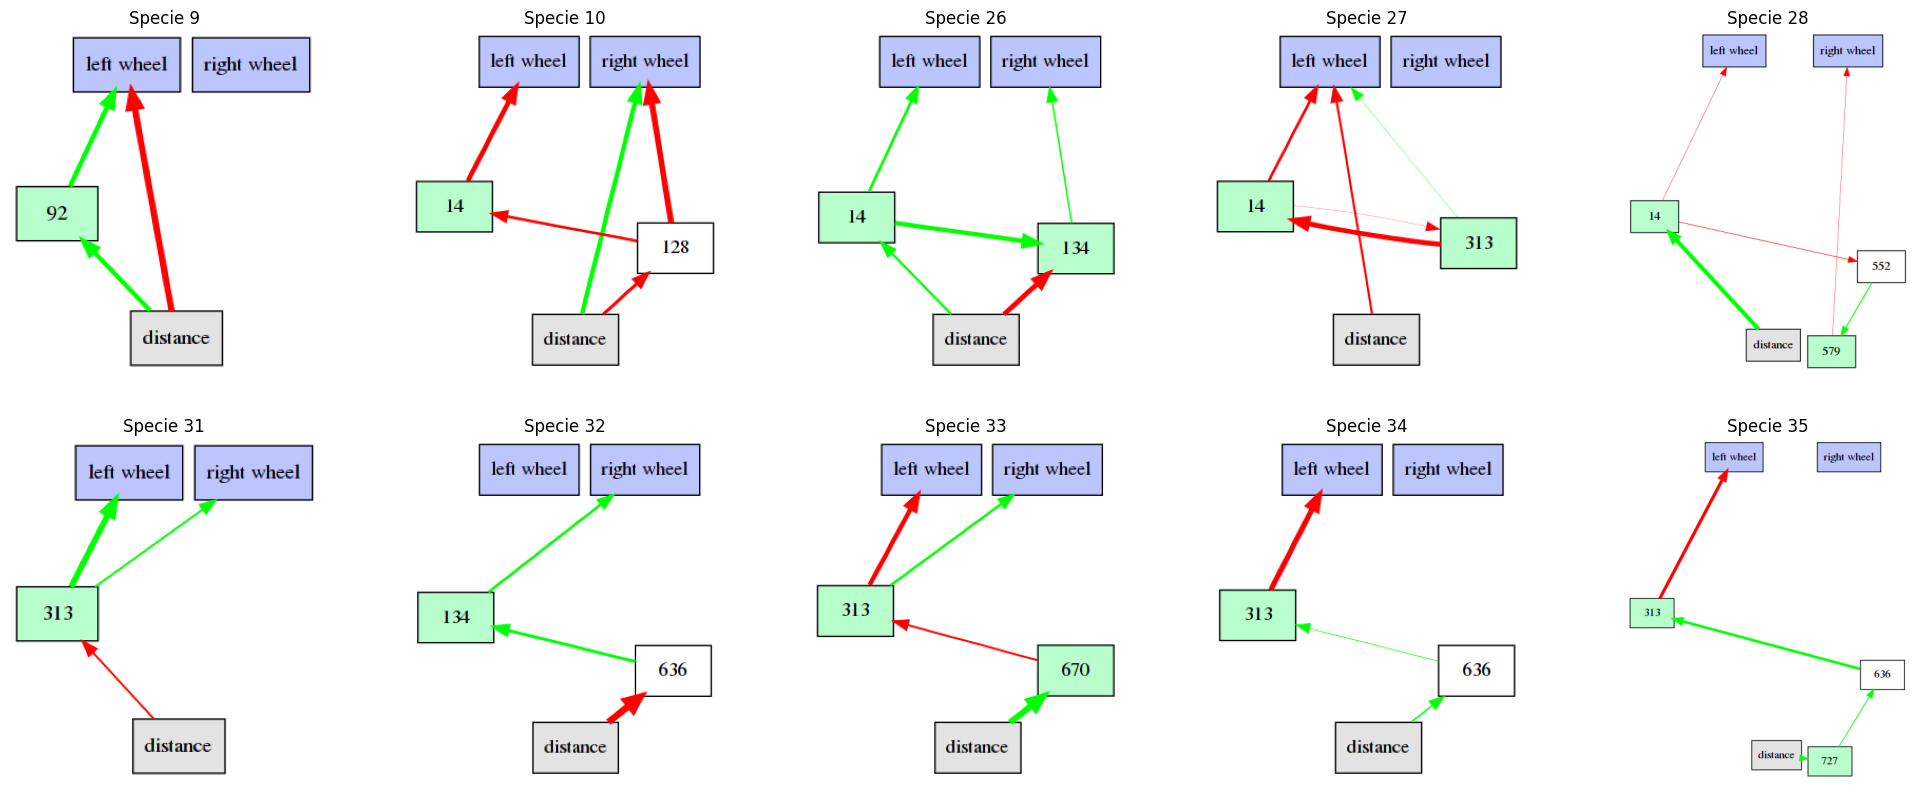 Specie 9
left wheel
right wheel
92
distance
Specie 10
left wheel
right wheel
14
128
distance
Specie 26
left wheel
right wheel
14
134
distance
Specie 27
left wheel
right wheel
14
313
distance
Specie 28
left wheel
right wheel
14
552
distance
579
Specie 31
left wheel
right wheel
313
distance
Specie 32
left wheel
right wheel
134
636
distance
Specie 33
left wheel
right wheel
313
670
distance
Specie 34
left wheel
right wheel
313
636
distance
Specie 35
left wheel
right wheel
313
636
distance
727